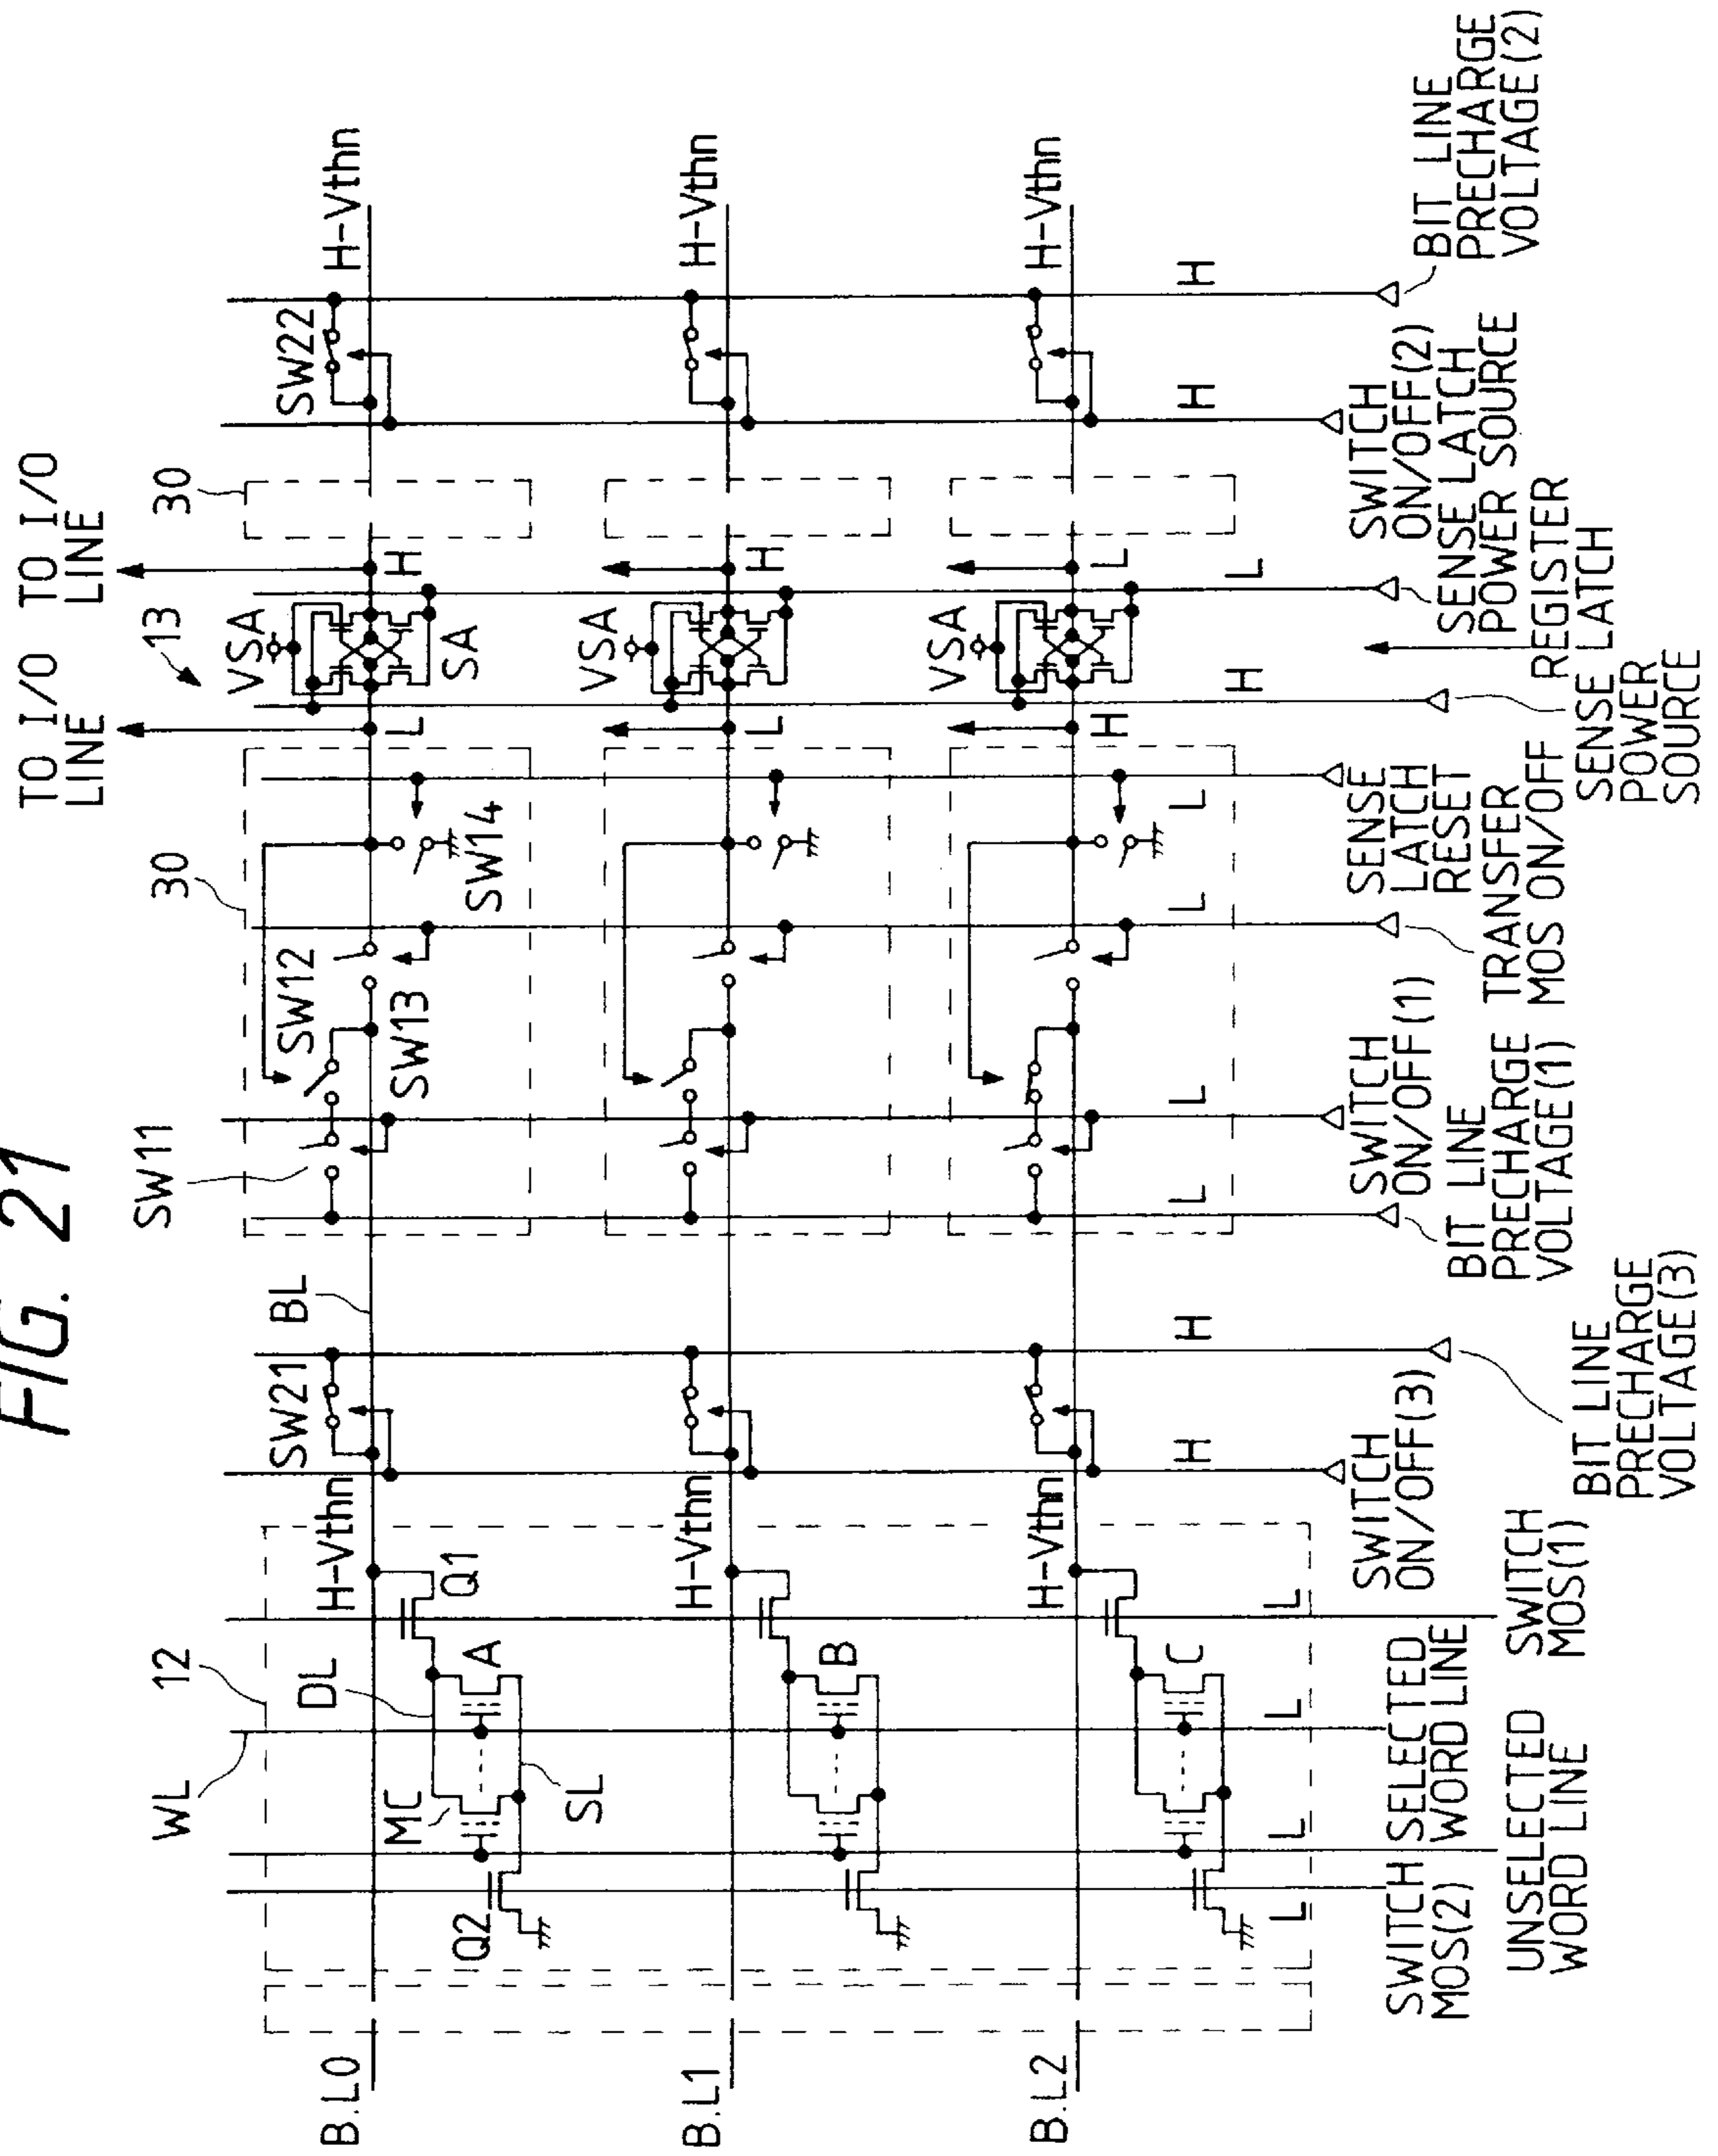 FIG. 21
TO I/O
LINE
TO I/O
LINE
WL
12
SW11
30
13
30
B.L0
Q2
MC
DL
SL
A
Q1
H-Vthn
SW21
BL
SW12
SW13
SW14
L
VSA
SA
H
SW22
H-Vthn
B.L1
B
H-Vthn
L
VSA
H
H-Vthn
B.L2
C
H-Vthn
H
VSA
L
H-Vthn
L
L
L
L
H
H
L
L
L
L
H
L
H
H
SWITCH
MOS(2)
UNSELECTED
WORD LINE
SELECTED
WORD LINE
SWITCH
MOS(1)
SWITCH
ON/OFF(3)
BIT LINE
PRECHARGE
VOLTAGE(3)
BIT LINE
PRECHARGE
VOLTAGE(1)
SWITCH
ON/OFF(1)
TRANSFER
MOS ON/OFF
SENSE
LATCH
RESET
SENSE LATCH
POWER
SOURCE
REGISTER
SENSE LATCH
POWER SOURCE
SWITCH
ON/OFF(2)
BIT LINE
PRECHARGE
VOLTAGE(2)